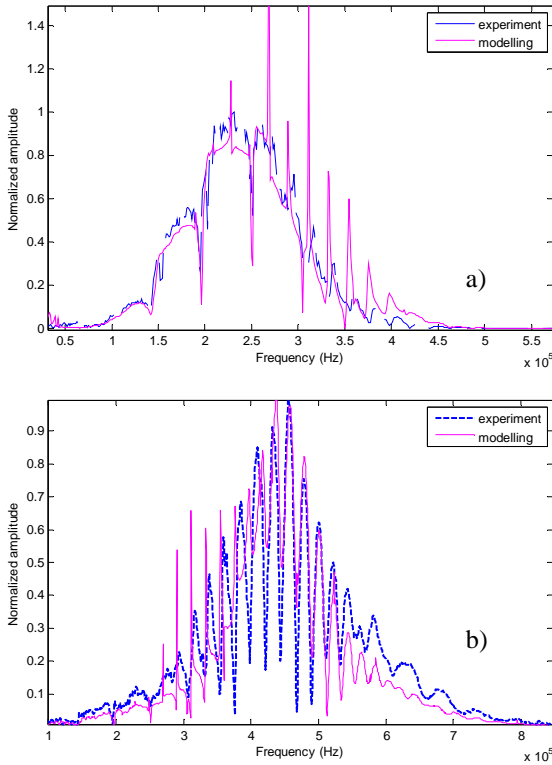 experiment
modelling
1.4
1.2
1
0.8
0.6
0.4
0.2
0
Normalized amplitude
a)
0.5 1 1.5 2 2.5 3 3.5 4 4.5 5 5.5
Frequency (Hz)
x 10⁵
experiment
modelling
0.9
0.8
0.7
0.6
0.5
0.4
0.3
0.2
0.1
Normalized amplitude
b)
1 2 3 4 5 6 7 8
Frequency (Hz)
x 10⁵